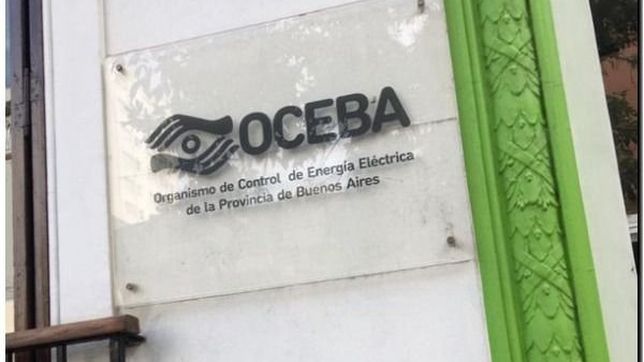 OCEBA
Organismo de Control de Energía Eléctrica
de la Provincia de Buenos Aires